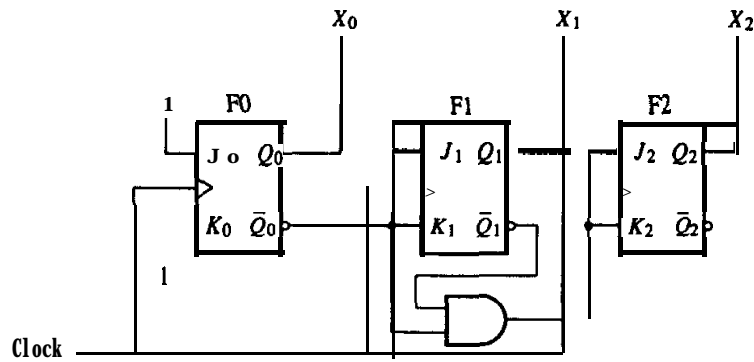 X0 X1 X2
F0 F1 F2
1
Jo Q0 J1 Q1 J2 Q2
> >
K0 Q̄0 K1 Q̄1 K2 Q̄2
1
Clock